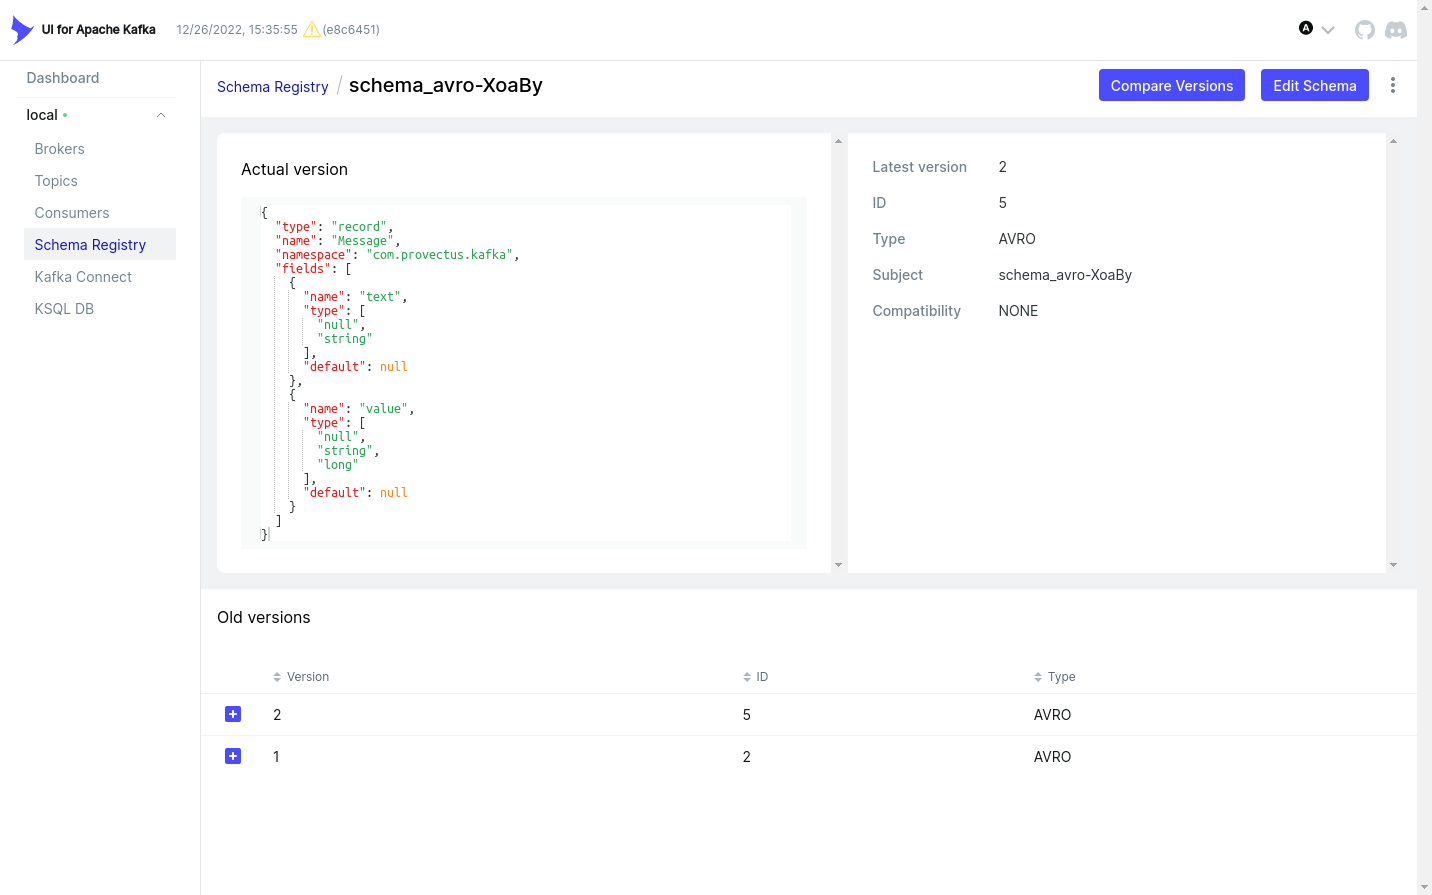 UI for Apache Kafka
12/26/2022, 15:35:55 (e8c6451)
A
Dashboard
local
Brokers
Topics
Consumers
Schema Registry
Kafka Connect
KSQL DB
Schema Registry / schema_avro-XoaBy
Compare Versions
Edit Schema
Actual version
{
"type": "record",
"name": "Message",
"namespace": "com.provectus.kafka",
"fields": [
{
"name": "text",
"type": [
"null",
"string"
],
"default": null
},
{
"name": "value",
"type": [
"null",
"string",
"long"
],
"default": null
}
]
}
Latest version 2
ID 5
Type AVRO
Subject schema_avro-XoaBy
Compatibility NONE
Old versions
Version ID Type
2 5 AVRO
1 2 AVRO